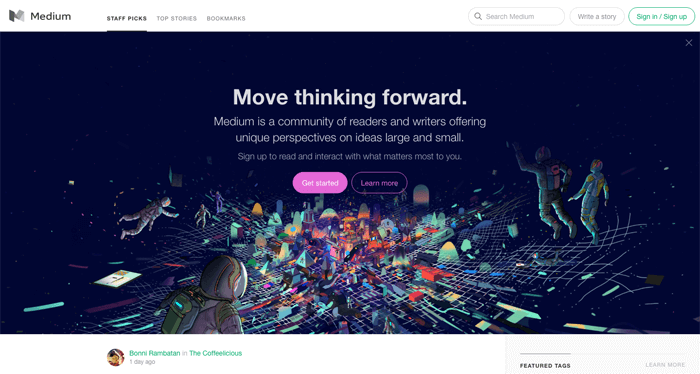 Medium
STAFF PICKS
TOP STORIES
BOOKMARKS
Search Medium
Write a story
Sign in / Sign up
Move thinking forward.
Medium is a community of readers and writers offering
unique perspectives on ideas large and small.
Sign up to read and interact with what matters most to you.
Get started
Learn more
Bonni Rambatan in The Coffeelicious
1 day ago
FEATURED TAGS
LEARN MORE